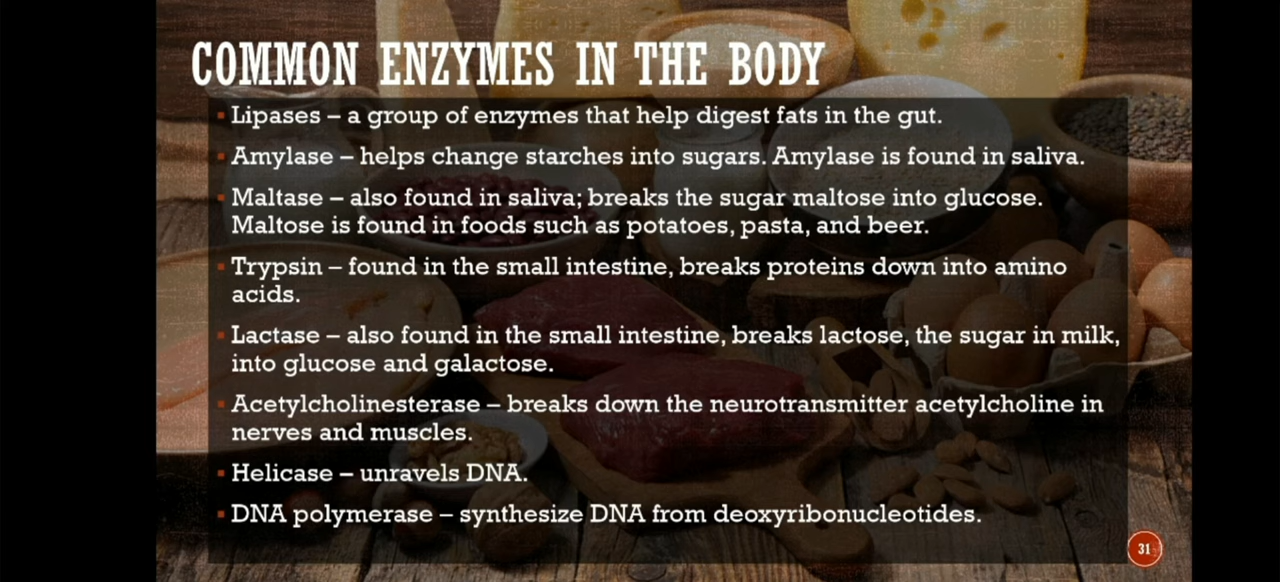 COMMON ENZYMES IN THE BODY
▪ Lipases – a group of enzymes that help digest fats in the gut.
▪ Amylase – helps change starches into sugars. Amylase is found in saliva.
▪ Maltase – also found in saliva; breaks the sugar maltose into glucose.
Maltose is found in foods such as potatoes, pasta, and beer.
▪ Trypsin – found in the small intestine, breaks proteins down into amino
acids.
▪ Lactase – also found in the small intestine, breaks lactose, the sugar in milk,
into glucose and galactose.
▪ Acetylcholinesterase – breaks down the neurotransmitter acetylcholine in
nerves and muscles.
▪ Helicase – unravels DNA.
▪ DNA polymerase – synthesize DNA from deoxyribonucleotides.
31